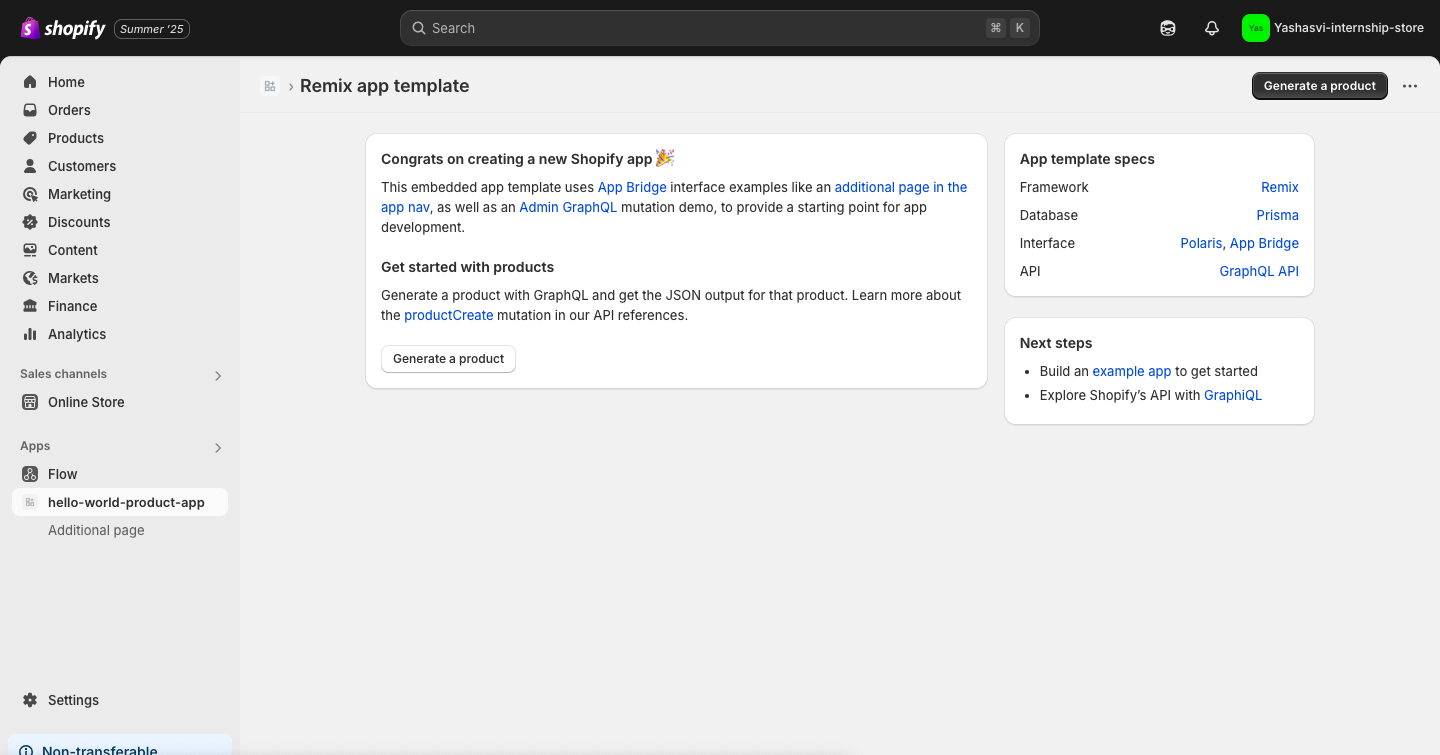 shopify Summer '25
Search ⌘ K
Yas Yashasvi-internship-store
Home
Orders
Products
Customers
Marketing
Discounts
Content
Markets
Finance
Analytics
Sales channels
Online Store
Apps
Flow
hello-world-product-app
Additional page
Settings
Non-transferable
› Remix app template
Generate a product
Congrats on creating a new Shopify app 🎉
This embedded app template uses App Bridge interface examples like an additional page in the
app nav, as well as an Admin GraphQL mutation demo, to provide a starting point for app
development.
Get started with products
Generate a product with GraphQL and get the JSON output for that product. Learn more about
the productCreate mutation in our API references.
Generate a product
App template specs
Framework Remix
Database Prisma
Interface Polaris, App Bridge
API GraphQL API
Next steps
• Build an example app to get started
• Explore Shopify’s API with GraphiQL